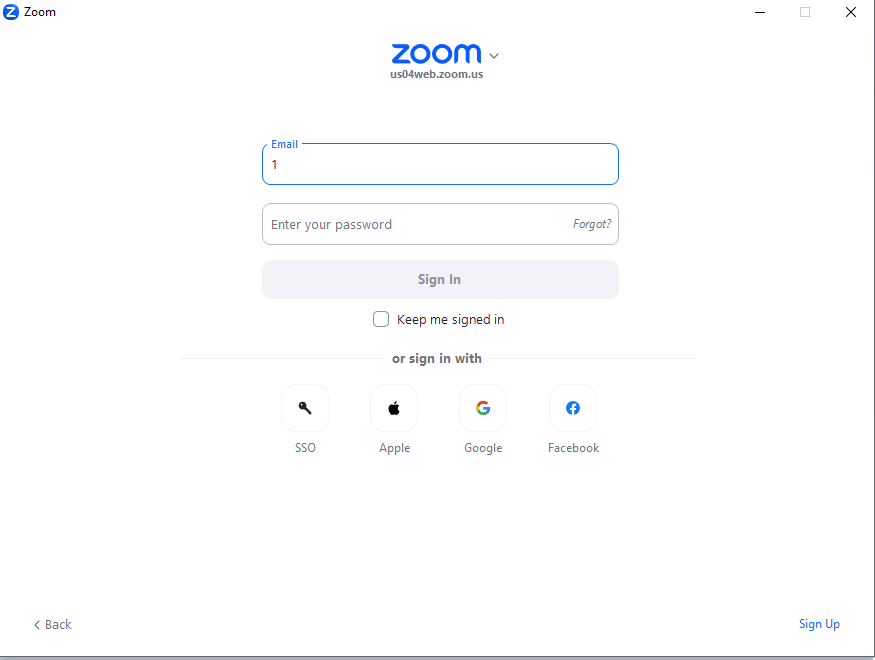 Zoom
zoom
us04web.zoom.us
Email
1
Enter your password Forgot?
Sign In
Keep me signed in
or sign in with
SSO Apple Google Facebook
Back Sign Up